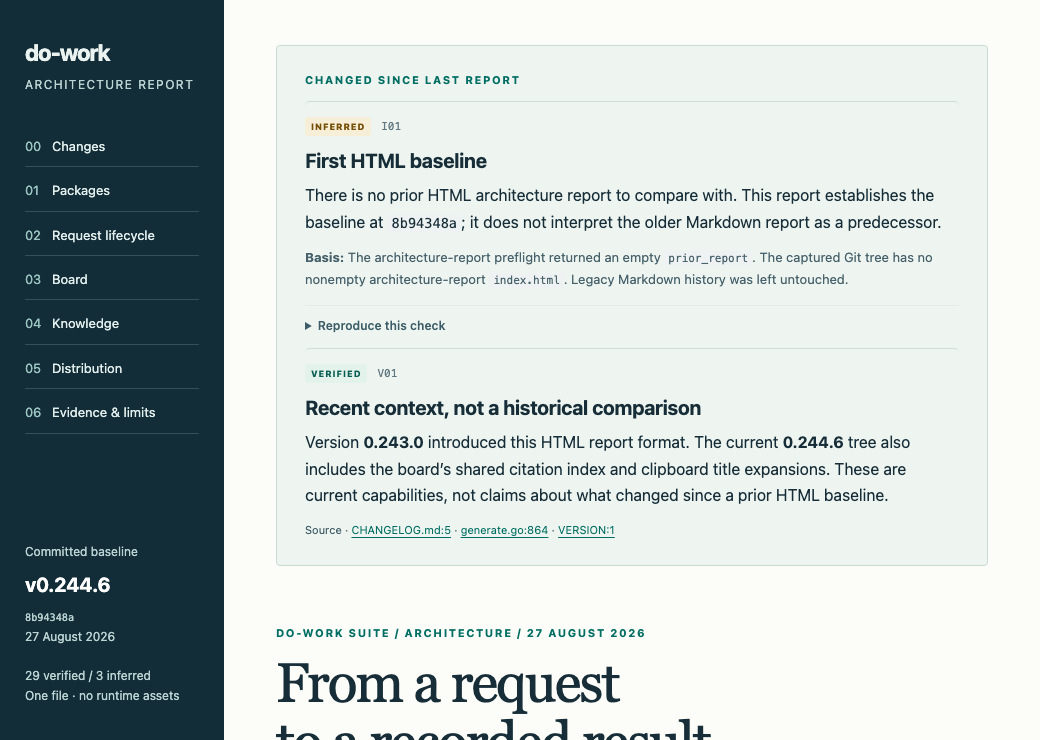 do-work
ARCHITECTURE REPORT
00 Changes
01 Packages
02 Request lifecycle
03 Board
04 Knowledge
05 Distribution
06 Evidence & limits
Committed baseline
v0.244.6
8b94348a
27 August 2026
29 verified / 3 inferred
One file · no runtime assets
CHANGED SINCE LAST REPORT
INFERRED I01
First HTML baseline
There is no prior HTML architecture report to compare with. This report establishes the
baseline at 8b94348a; it does not interpret the older Markdown report as a predecessor.
Basis: The architecture-report preflight returned an empty prior_report. The captured Git tree has no
nonempty architecture-report index.html. Legacy Markdown history was left untouched.
▶ Reproduce this check
VERIFIED V01
Recent context, not a historical comparison
Version 0.243.0 introduced this HTML report format. The current 0.244.6 tree also
includes the board’s shared citation index and clipboard title expansions. These are
current capabilities, not claims about what changed since a prior HTML baseline.
Source · CHANGELOG.md:5 · generate.go:864 · VERSION:1
DO-WORK SUITE / ARCHITECTURE / 27 AUGUST 2026
From a request
to a recorded result